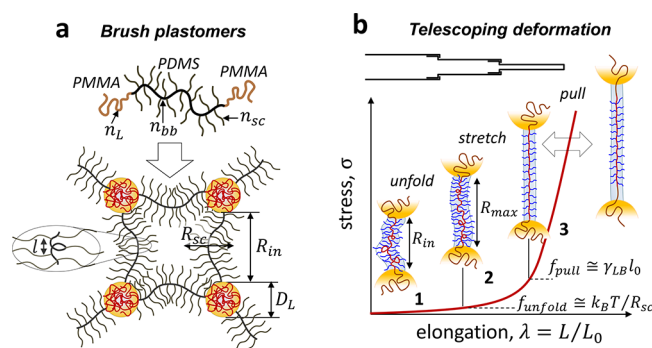 a
Brush plastomers
PDMS
PMMA
PMMA
n_L
n_bb
n_sc
l
R_sc
R_in
D_L
b
Telescoping deformation
pull
stretch
unfold
3
R_max
R_in
2
1
f_pull ≅ γ_LB l_0
f_unfold ≅ k_B T/R_sc
stress, σ
elongation, λ = L/L_0